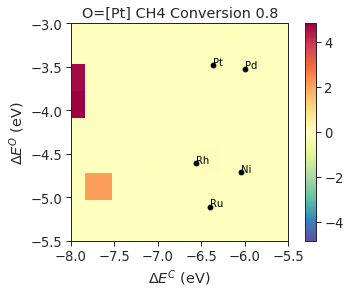 O=[Pt] CH4 Conversion 0.8
−3.0
−3.5
−4.0
−4.5
−5.0
−5.5
ΔE^O (eV)
Pt
Pd
Rh
Ni
Ru
−8.0 −7.5 −7.0 −6.5 −6.0 −5.5
ΔE^C (eV)
4
2
0
−2
−4